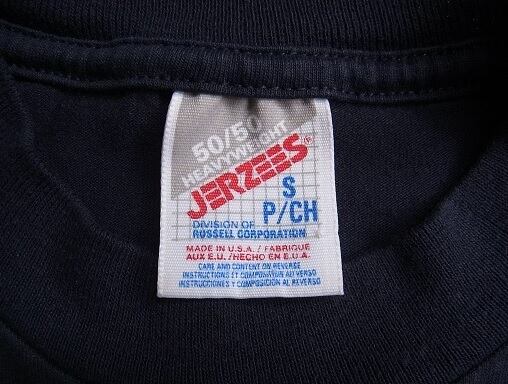 50/50
HEAVYWEIGHT
JERZEES®
S
P/CH
DIVISION OF
RUSSELL CORPORATION
MADE IN U.S.A. / FABRIQUE
AUX E.U. / HECHO EN E.U.A.
CARE AND CONTENT ON REVERSE
INSTRUCTIONS ET COMPOSITION AU VERSO
INSTRUCCIONES Y COMPOSICION AL REVERSO